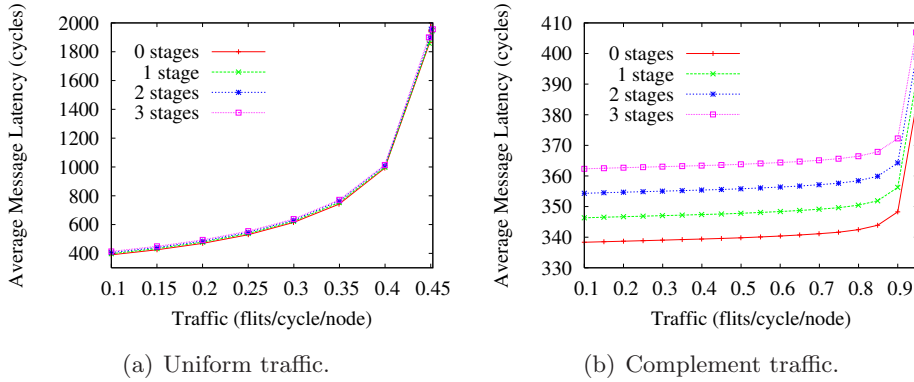 Average Message Latency (cycles)
2000
1800
1600
1400
1200
1000
800
600
400
0 stages
1 stage
2 stages
3 stages
0.1 0.15 0.2 0.25 0.3 0.35 0.4 0.45
Traffic (flits/cycle/node)
(a) Uniform traffic.
Average Message Latency (cycles)
410
400
390
380
370
360
350
340
330
0 stages
1 stage
2 stages
3 stages
0.1 0.2 0.3 0.4 0.5 0.6 0.7 0.8 0.9
Traffic (flits/cycle/node)
(b) Complement traffic.